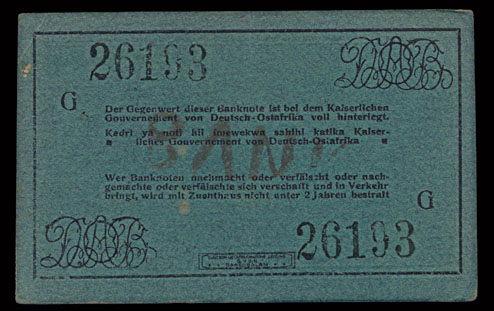 26193
G
Der Gegenwert dieser Banknote ist bei dem Kaiserlichen
Gouvernement von Deutsch-Ostafrika voll hinterlegt.
Kadri ya noti hii imewekwa sahihi katika Kaiser-
liches Gouvernement von Deutsch-Ostafrika
Wer Banknoten nachmacht oder verfälscht oder nach-
gemachte oder verfälschte sich verschafft und in Verkehr
bringt, wird mit Zuchthaus nicht unter 2 Jahren bestraft
G
DOAB
26193